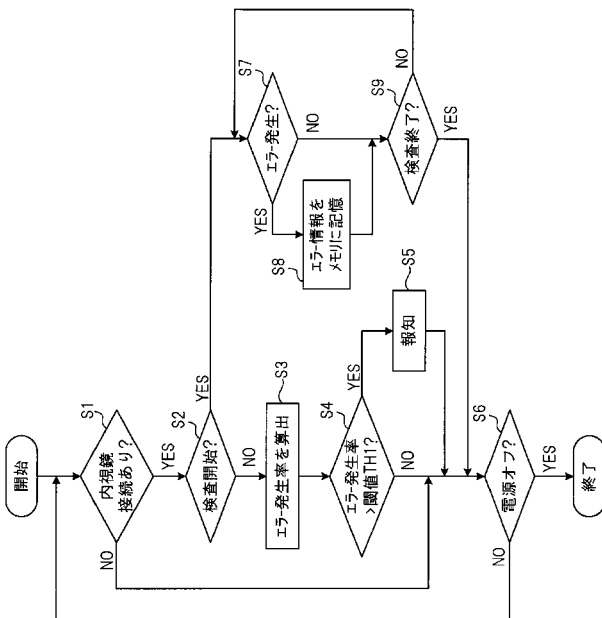 開始
S1
内視鏡
接続あり?
YES
NO
S2
検査開始?
YES
NO
S3
エラー発生率を算出
S4
エラー発生率
>閾値TH1?
YES
NO
S5
報知
S6
電源オフ?
NO
YES
終了
S7
エラー発生?
YES
NO
S8
エラー情報を
メモリに記憶
S9
検査終了?
NO
YES